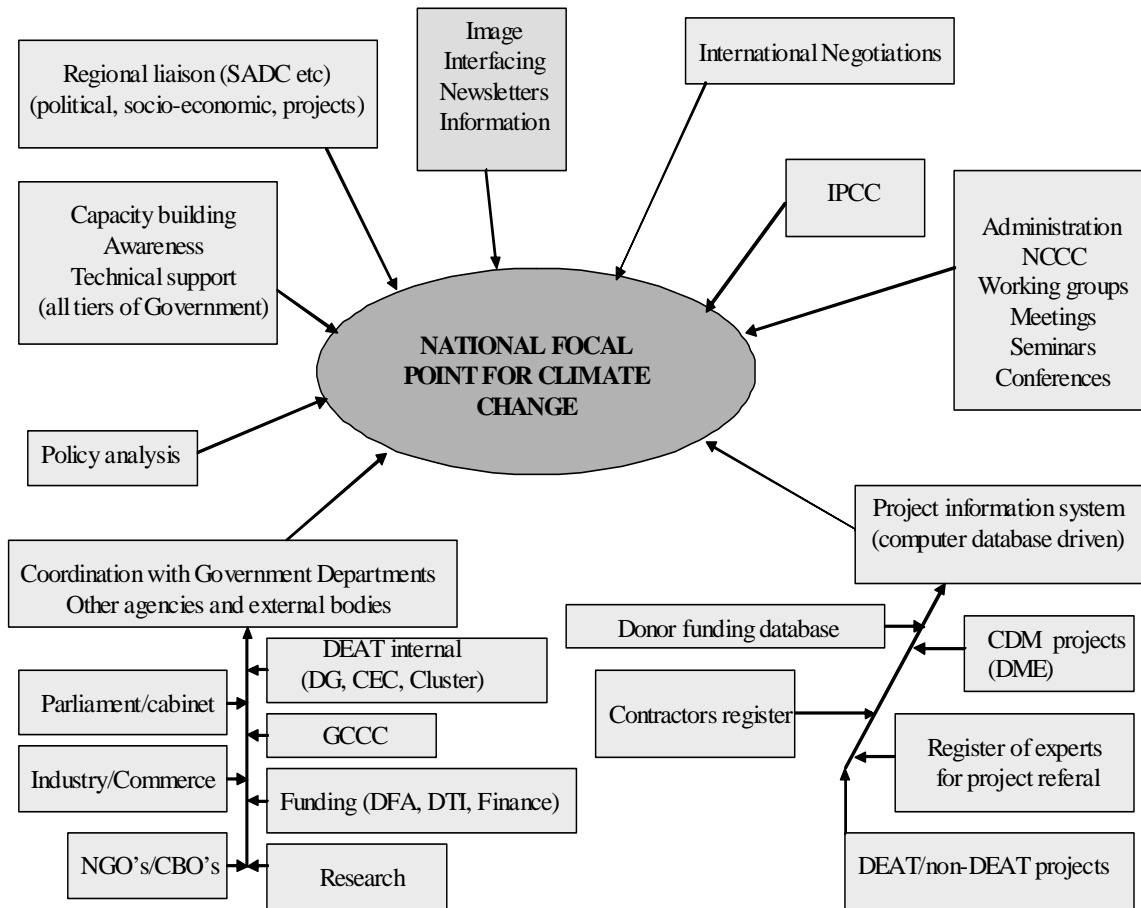 Regional liaison (SADC etc)
(political, socio-economic, projects)
Image
Interfacing
Newsletters
Information
International Negotiations
IPCC
Capacity building
Awareness
Technical support
(all tiers of Government)
Administration
NCCC
Working groups
Meetings
Seminars
Conferences
NATIONAL FOCAL
POINT FOR CLIMATE
CHANGE
Policy analysis
Project information system
(computer database driven)
Coordination with Government Departments
Other agencies and external bodies
DEAT internal
(DG, CEC, Cluster)
Parliament/cabinet
GCCC
Industry/Commerce
Funding (DFA, DTI, Finance)
NGO's/CBO's
Research
Donor funding database
CDM projects
(DME)
Contractors register
Register of experts
for project referal
DEAT/non-DEAT projects